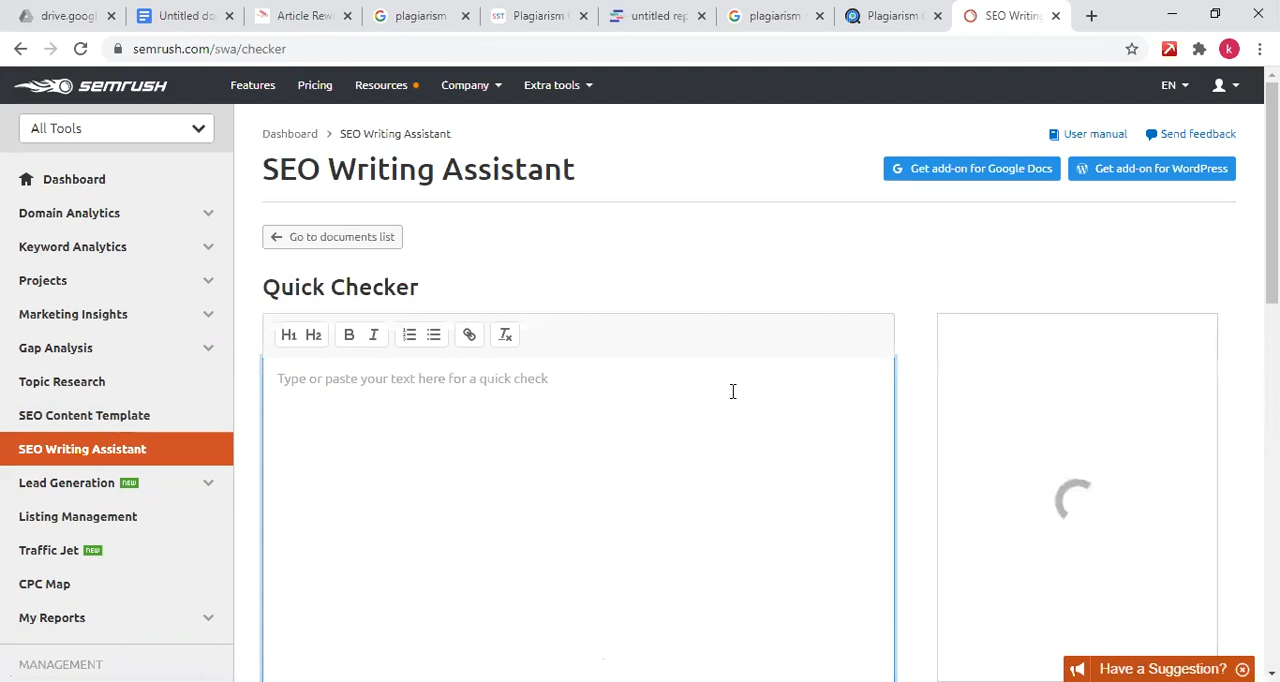 drive.googl
Untitled do
Article Rew
plagiarism
SST Plagiarism
untitled rep
plagiarism
Plagiarism
SEO Writing
semrush.com/swa/checker
k
SEMRUSH Features Pricing Resources Company Extra tools EN
All Tools
Dashboard > SEO Writing Assistant
User manual Send feedback
SEO Writing Assistant
G Get add-on for Google Docs
Get add-on for WordPress
Dashboard
Domain Analytics
Keyword Analytics
Projects
Marketing Insights
Gap Analysis
Topic Research
SEO Content Template
SEO Writing Assistant
Lead Generation NEW
Listing Management
Traffic Jet NEW
CPC Map
My Reports
MANAGEMENT
Go to documents list
Quick Checker
H1 H2 B I
Type or paste your text here for a quick check
Have a Suggestion?